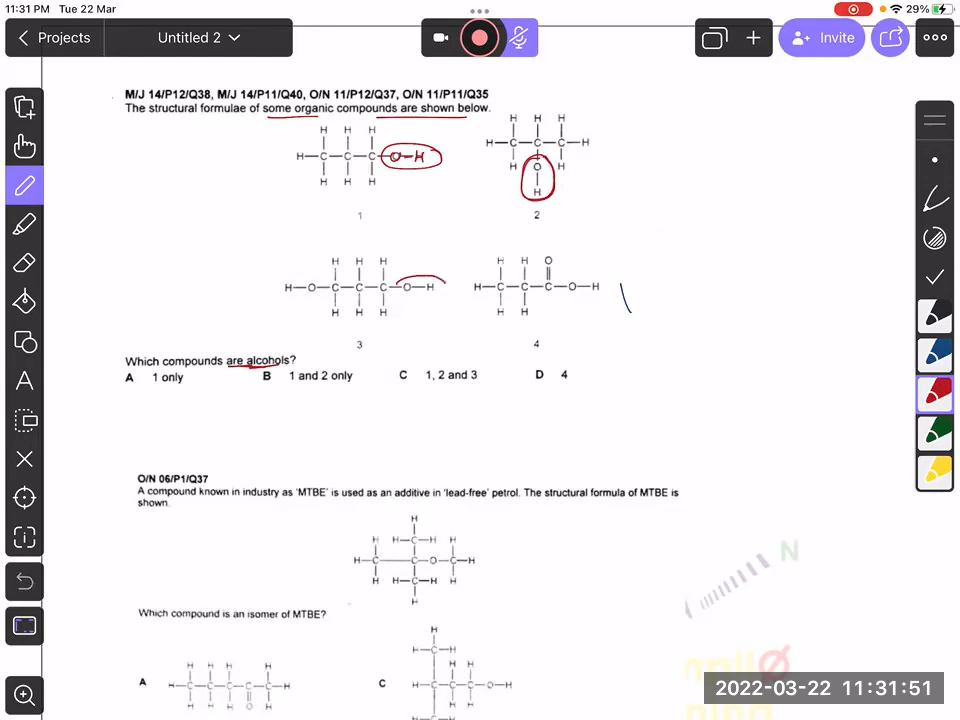 11:31 PM Tue 22 Mar
29%
Projects
Untitled 2
Invite
M/J 14/P12/Q38, M/J 14/P11/Q40, O/N 11/P12/Q37, O/N 11/P11/Q35
The structural formulae of some organic compounds are shown below.
H H H
H C C C O-H
H H H
1
H H H
H C C C H
H O H
H
2
H H H
H O C C C O H
H H H
3
H H O
H C C C O H
H H
4
Which compounds are alcohols?
A 1 only B 1 and 2 only C 1, 2 and 3 D 4
O/N 06/P1/Q37
A compound known in industry as 'MTBE' is used as an additive in 'lead-free' petrol. The structural formula of MTBE is
shown.
H
H H C H H
H C C O C H
H H C H H
H
Which compound is an isomer of MTBE?
A
H H H H
H C C C C C H
H H H O H
C
H
H C H
H H
H C C C O H
H H
N
2022-03-22 11:31:51